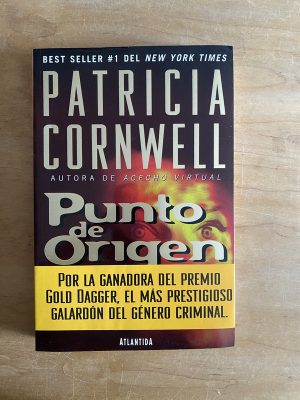 BEST SELLER #1 DEL NEW YORK TIMES
PATRICIA
CORNWELL
AUTORA DE ACECHO VIRTUAL
Punto
de
Origen
POR LA GANADORA DEL PREMIO
GOLD DAGGER, EL MÁS PRESTIGIOSO
GALARDÓN DEL GÉNERO CRIMINAL.
ATLANTIDA